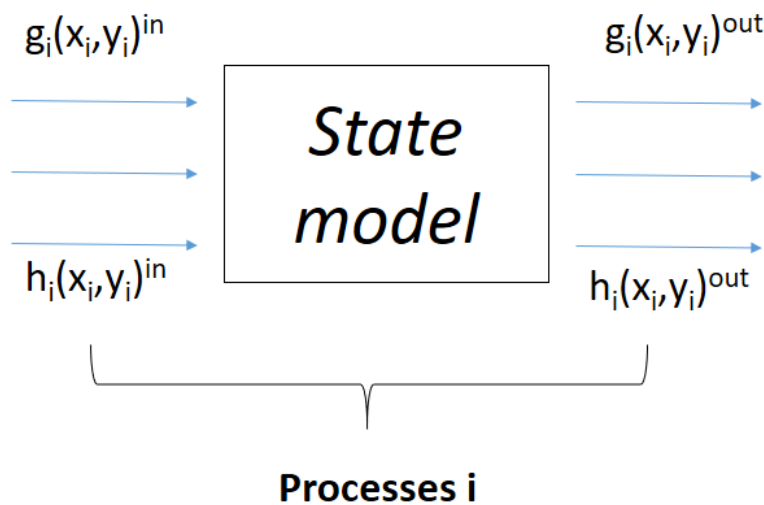 gᵢ(xᵢ,yᵢ)ⁱⁿ
gᵢ(xᵢ,yᵢ)ᵒᵘᵗ
State
model
hᵢ(xᵢ,yᵢ)ⁱⁿ
hᵢ(xᵢ,yᵢ)ᵒᵘᵗ
Processes i